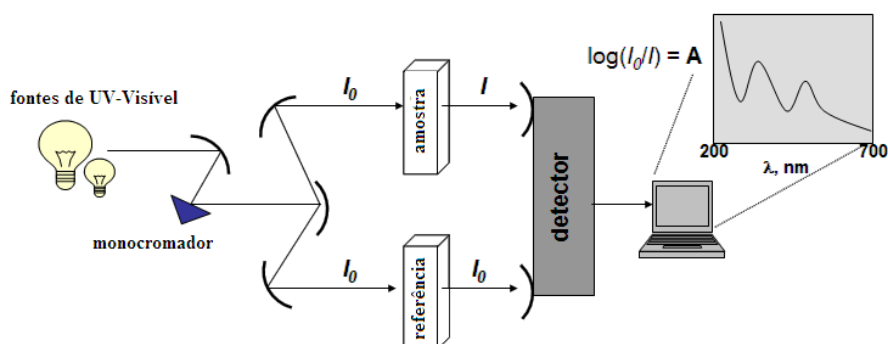 fontes de UV-Visível
monocromador
I0
amostra
I
I0
referência
I0
detector
log(I0/I) = A
200
700
λ, nm